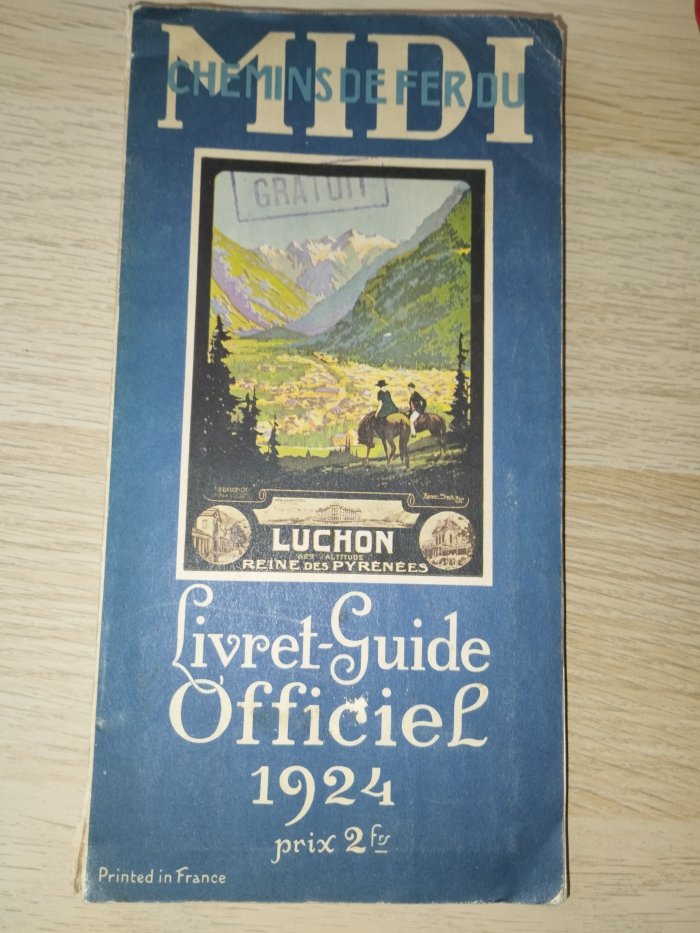 CHEMINS DE FER DU
MIDI
GRATUIT
LUCHON
629m ALTITUDE
REINE DES PYRÉNÉES
Livret-Guide
Officiel
1924
prix 2 frs
Printed in France